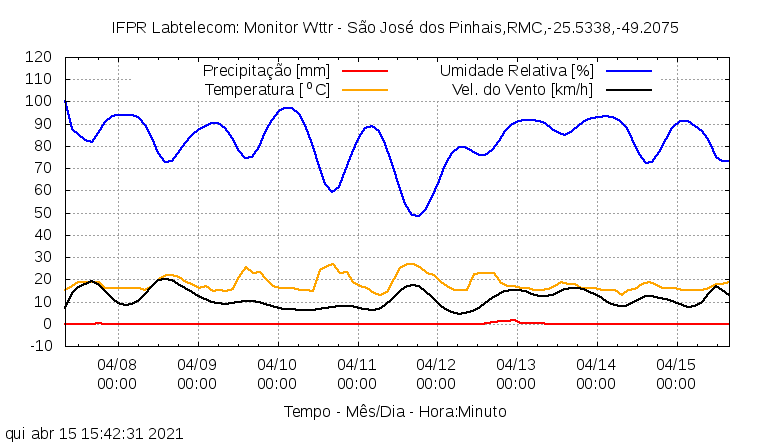 IFPR Labtelecom: Monitor Wttr - São José dos Pinhais,RMC,-25.5338,-49.2075
120
110
100
90
80
70
60
50
40
30
20
10
0
-10
Precipitação [mm]
Temperatura [⁰C]
Umidade Relativa [%]
Vel. do Vento [km/h]
04/08 04/09 04/10 04/11 04/12 04/13 04/14 04/15
00:00 00:00 00:00 00:00 00:00 00:00 00:00 00:00
Tempo - Mês/Dia - Hora:Minuto
qui abr 15 15:42:31 2021